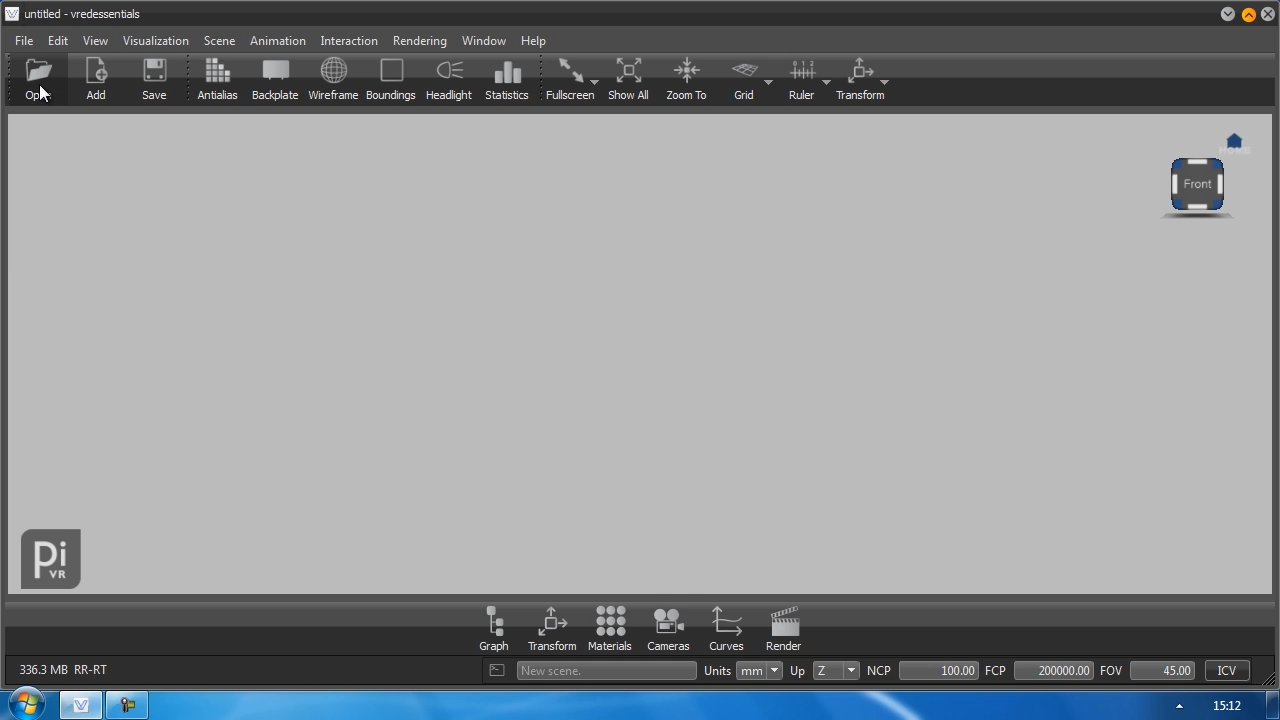 untitled - vredessentials
File Edit View Visualization Scene Animation Interaction Rendering Window Help
Add Save Antialias Backplate Wireframe Boundings Headlight Statistics Fullscreen Show All Zoom To Grid Ruler Transform
HOME
Front
Pi
VR
Graph Transform Materials Cameras Curves Render
336.3 MB RR-RT New scene. Units mm Up Z NCP 100.00 FCP 200000.00 FOV 45.00 ICV
15:12